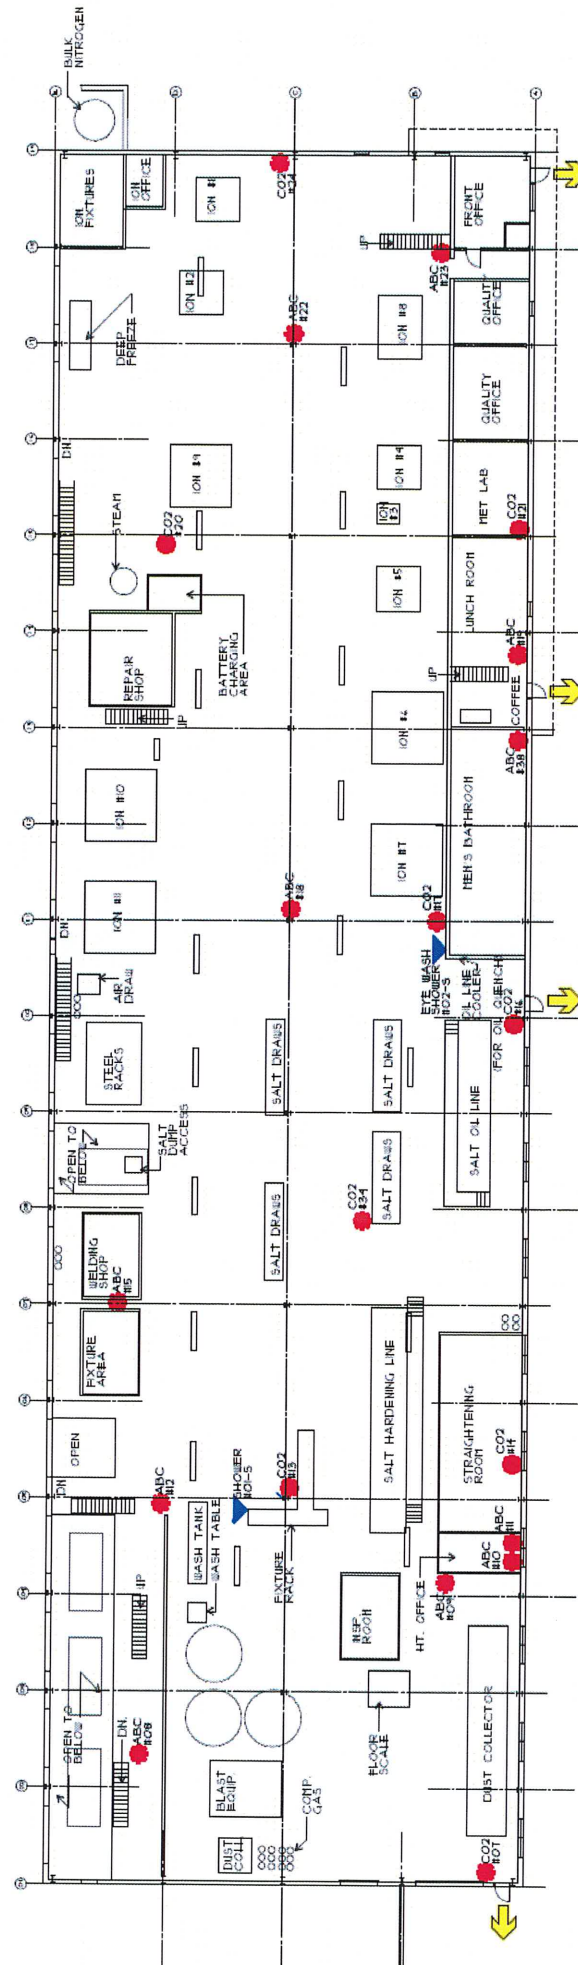 BULK
NITROGEN
ION
FIXTURES
ION
OFFICE
ION #1
CO2
#24
FRONT
OFFICE
UP
ABC
#23
ION #2
DEEP
FREEZE
ABC
#22
ION #8
QUALITY
OFFICE
QUALITY
OFFICE
DN
ION #9
ION #4
ION
#3
MET LAB
CO2
#21
STEAM
CO2
#20
ION #5
LUNCH ROOM
REPAIR
SHOP
BATTERY
CHARGING
AREA
UP
UP
ABC
#19
COFFEE
ABC
#38
ION #6
ION #10
ION #7
MEN'S BATHROOM
ION #11
ABC
#18
CO2
#17
DN
AIR
DRAW
EYE WASH
SHOWER
#02-S
OIL LINE
COOLER
(FOR OIL QUENCH)
CO2
#16
STEEL
RACKS
SALT DRAWS
SALT DRAWS
SALT OIL LINE
OPEN TO
BELOW
SALT
DUMP
ACCESS
SALT DRAWS
SALT DRAWS
CO2
#34
WELDING
SHOP
ABC
#15
FIXTURE
AREA
SALT HARDENING LINE
OPEN
STRAIGHTENING
ROOM
CO2
#14
DN
ABC
#12
SHOWER
#01-S
CO2
#13
WASH TANK
WASH TABLE
FIXTURE
RACK
ABC
#11
ABC
#10
HT. OFFICE
ABC
#09
UP
INSP.
ROOM
OPEN TO
BELOW
DN.
ABC
#08
FLOOR
SCALE
BLAST
EQUIP.
DUST COLLECTOR
DUST
COLL
COMP.
GAS
CO2
#07